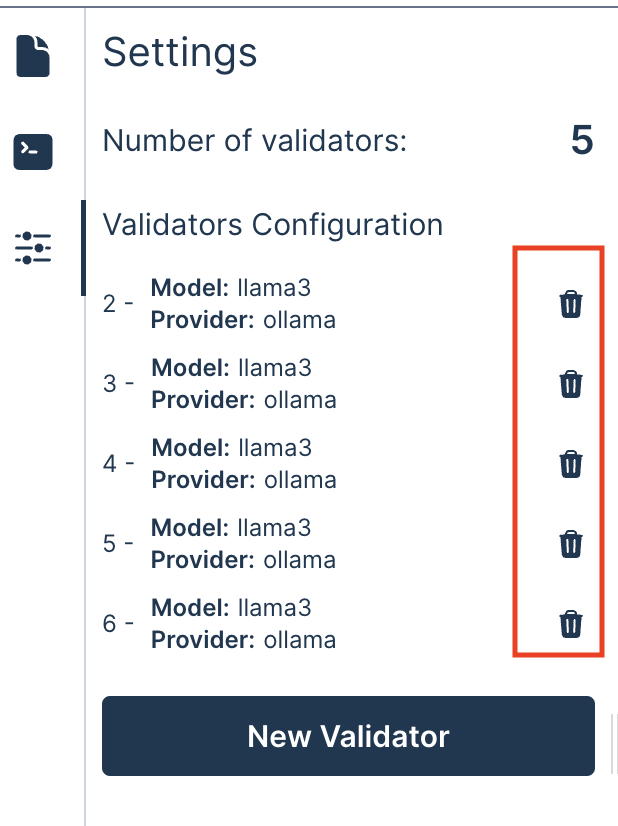 Settings
Number of validators: 5
Validators Configuration
2 - Model: llama3
Provider: ollama
3 - Model: llama3
Provider: ollama
4 - Model: llama3
Provider: ollama
5 - Model: llama3
Provider: ollama
6 - Model: llama3
Provider: ollama
New Validator